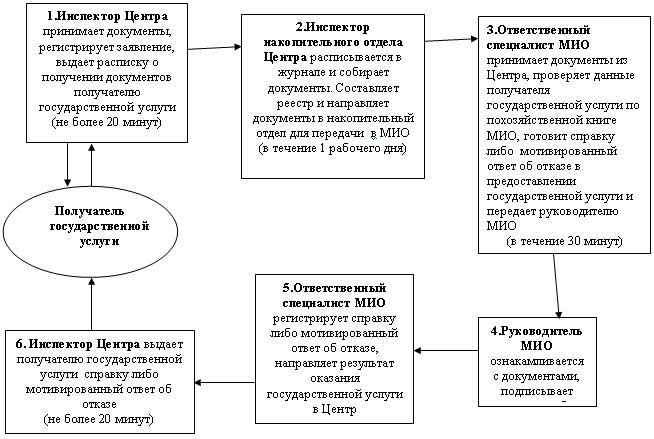 1.Инспектор Центра
принимает документы,
регистрирует заявление,
выдает расписку о
получении документов
получателю
государственной услуги
(не более 20 минут)
2.Инспектор
накопительного отдела
Центра расписывается в
журнале и собирает
документы. Составляет
реестр и направляет
документы в накопительный
отдел для передачи в МИО
(в течение 1 рабочего дня)
3.Ответственный
специалист МИО
принимает документы из
Центра, проверяет данные
получателя
государственной услуги по
похозяйственной книге
МИО, готовит справку
либо мотивированный
ответ об отказе в
предоставлении
государственной услуги и
передает руководителю
МИО
(в течение 30 минут)
Получатель
государственной
услуги
4.Руководитель
МИО
ознакамливается
с документами,
подписывает
5.Ответственный
специалист МИО
регистрирует справку
либо мотивированный
ответ об отказе,
направляет результат
оказания
государственной услуги
в Центр
6. Инспектор Центра выдает
получателю государственной
услуги справку либо
мотивированный ответ об
отказе
(не более 20 минут)